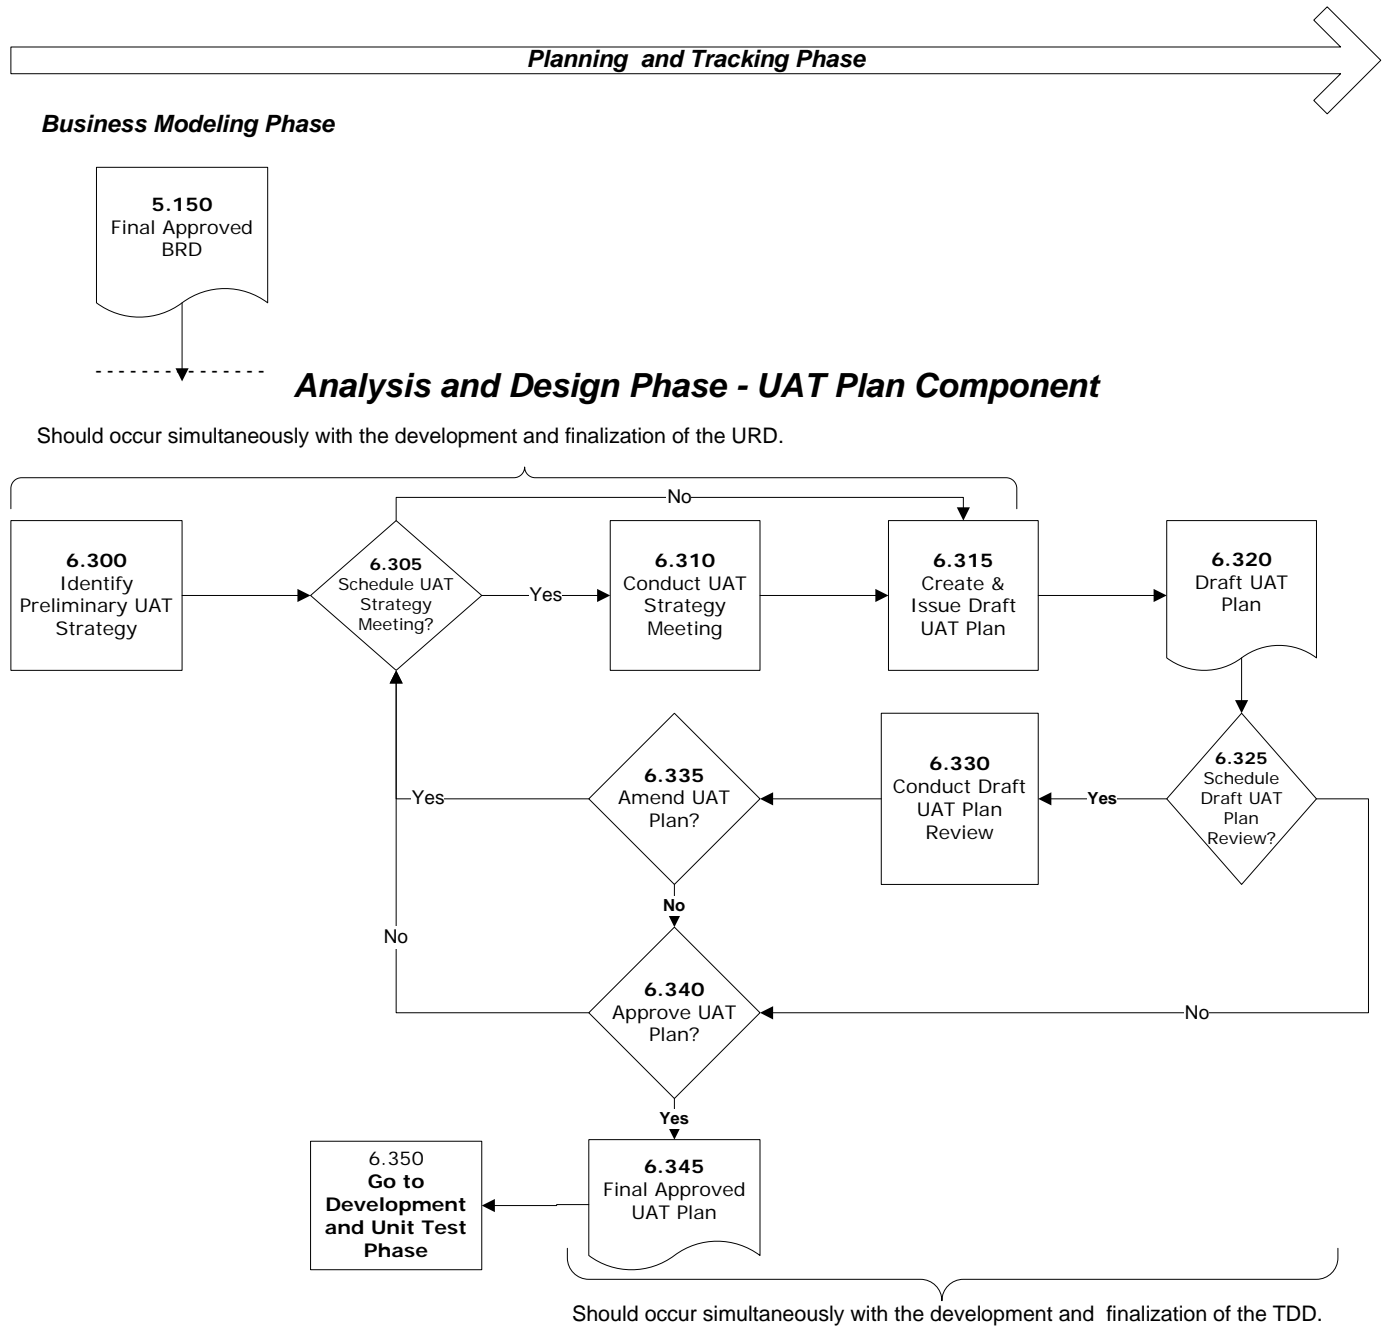 Planning and Tracking Phase
Business Modeling Phase
5.150
Final Approved
BRD
Analysis and Design Phase - UAT Plan Component
Should occur simultaneously with the development and finalization of the URD.
No
6.300
Identify
Preliminary UAT
Strategy
6.305
Schedule UAT
Strategy
Meeting?
Yes
6.310
Conduct UAT
Strategy
Meeting
6.315
Create &
Issue Draft
UAT Plan
6.320
Draft UAT
Plan
6.325
Schedule
Draft UAT
Plan
Review?
Yes
6.330
Conduct Draft
UAT Plan
Review
6.335
Amend UAT
Plan?
Yes
No
No
6.340
Approve UAT
Plan?
No
Yes
6.345
Final Approved
UAT Plan
6.350
Go to
Development
and Unit Test
Phase
Should occur simultaneously with the development and finalization of the TDD.